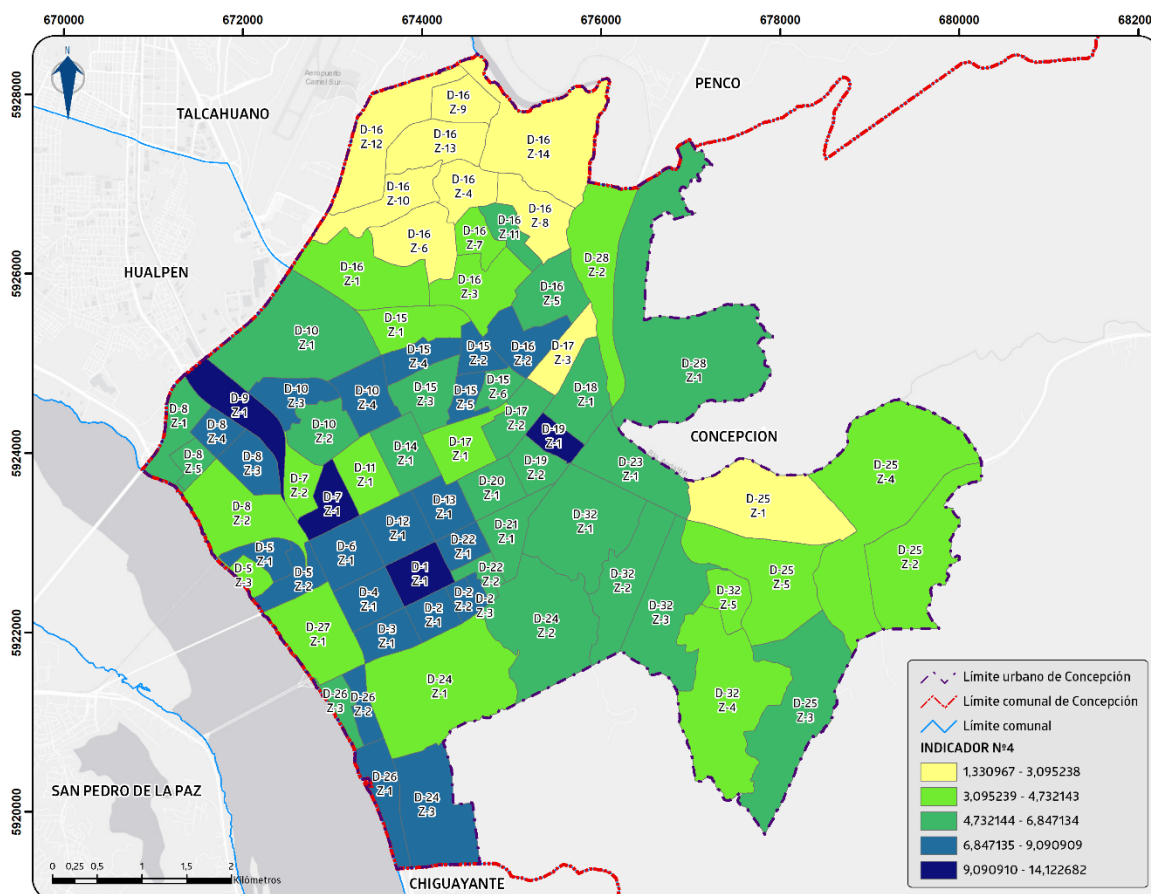 670000
672000
674000
676000
678000
680000
68200
5928000
5926000
5924000
5922000
5920000
N
Aeropuerto
Carriel Sur
TALCAHUANO
PENCO
HUALPEN
CONCEPCION
SAN PEDRO DE LA PAZ
CHIGUAYANTE
D-16
Z-9
D-16
Z-12
D-16
Z-13
D-16
Z-14
D-16
Z-10
D-16
Z-4
D-16
Z-8
D-16
Z-11
D-16
Z-7
D-16
Z-6
D-28
Z-2
D-16
Z-1
D-16
Z-3
D-16
Z-5
D-15
Z-1
D-10
Z-1
D-15
Z-4
D-15
Z-2
D-16
Z-2
D-17
Z-3
D-28
Z-1
D-9
Z-1
D-10
Z-3
D-10
Z-4
D-15
Z-3
D-15
Z-5
D-15
Z-6
D-18
Z-1
D-8
Z-1
D-8
Z-4
D-10
Z-2
D-17
Z-2
D-19
Z-1
D-8
Z-5
D-8
Z-3
D-14
Z-1
D-17
Z-1
D-19
Z-2
D-23
Z-1
D-7
Z-2
D-11
Z-1
D-7
Z-1
D-20
Z-1
D-25
Z-4
D-25
Z-1
D-8
Z-2
D-13
Z-1
D-12
Z-1
D-21
Z-1
D-32
Z-1
D-5
Z-1
D-6
Z-1
D-22
Z-1
D-25
Z-2
D-5
Z-3
D-5
Z-2
D-1
Z-1
D-22
Z-2
D-32
Z-2
D-25
Z-5
D-4
Z-1
D-2
Z-2
D-2
Z-3
D-32
Z-3
D-32
Z-5
D-27
Z-1
D-3
Z-1
D-2
Z-1
D-24
Z-2
D-24
Z-1
D-32
Z-4
D-25
Z-3
D-26
Z-3
D-26
Z-2
D-26
Z-1
D-24
Z-3
Límite urbano de Concepción
Límite comunal de Concepción
Límite comunal
INDICADOR Nº4
1,330967 - 3,095238
3,095239 - 4,732143
4,732144 - 6,847134
6,847135 - 9,090909
9,090910 - 14,122682
0 0,25 0,5 1 1,5 2
Kilómetros